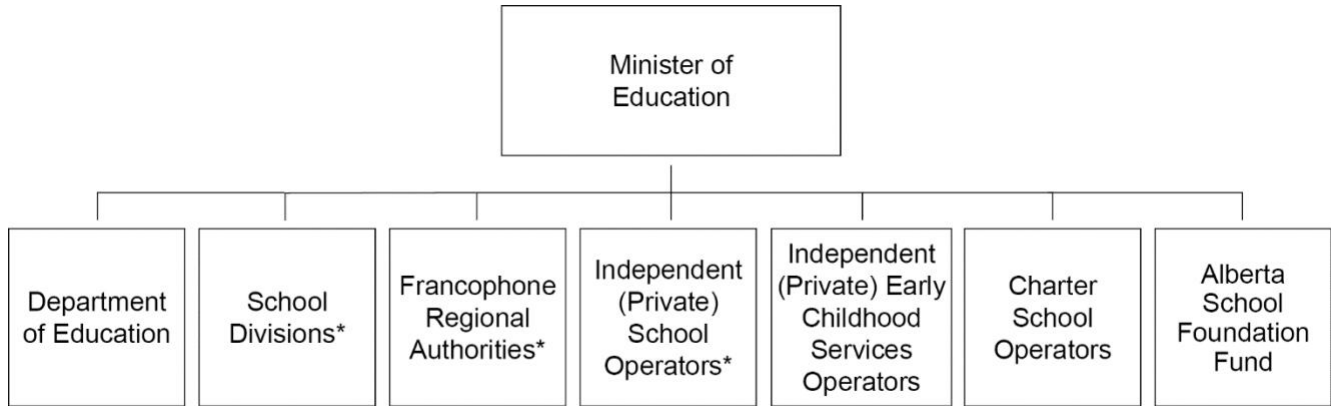 Minister of
Education
Department
of Education
School
Divisions*
Francophone
Regional
Authorities*
Independent
(Private)
School
Operators*
Independent
(Private) Early
Childhood
Services
Operators
Charter
School
Operators
Alberta
School
Foundation
Fund